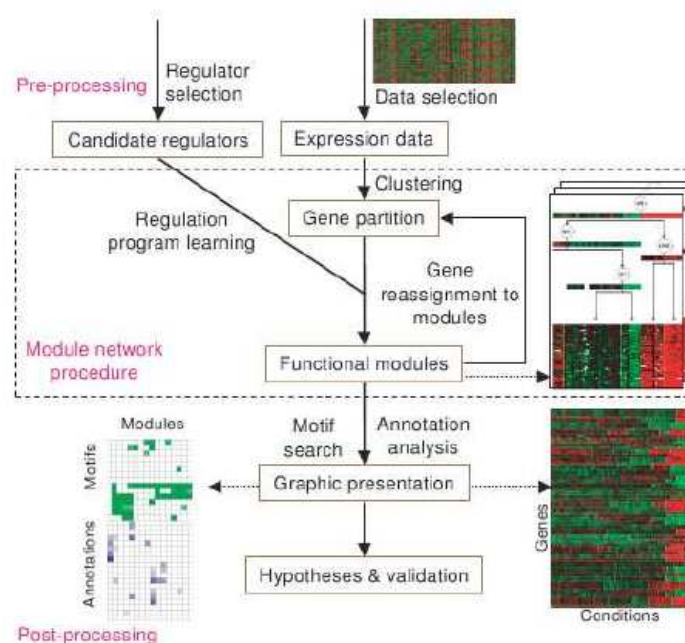 Pre-processing
Regulator
selection
Data selection
Candidate regulators
Expression data
Clustering
Gene partition
Regulation
program learning
Gene
reassignment to
modules
Module network
procedure
Functional modules
Modules
Motif
search
Annotation
analysis
Motifs
Graphic presentation
Annotations
Genes
Hypotheses & validation
Conditions
Post-processing